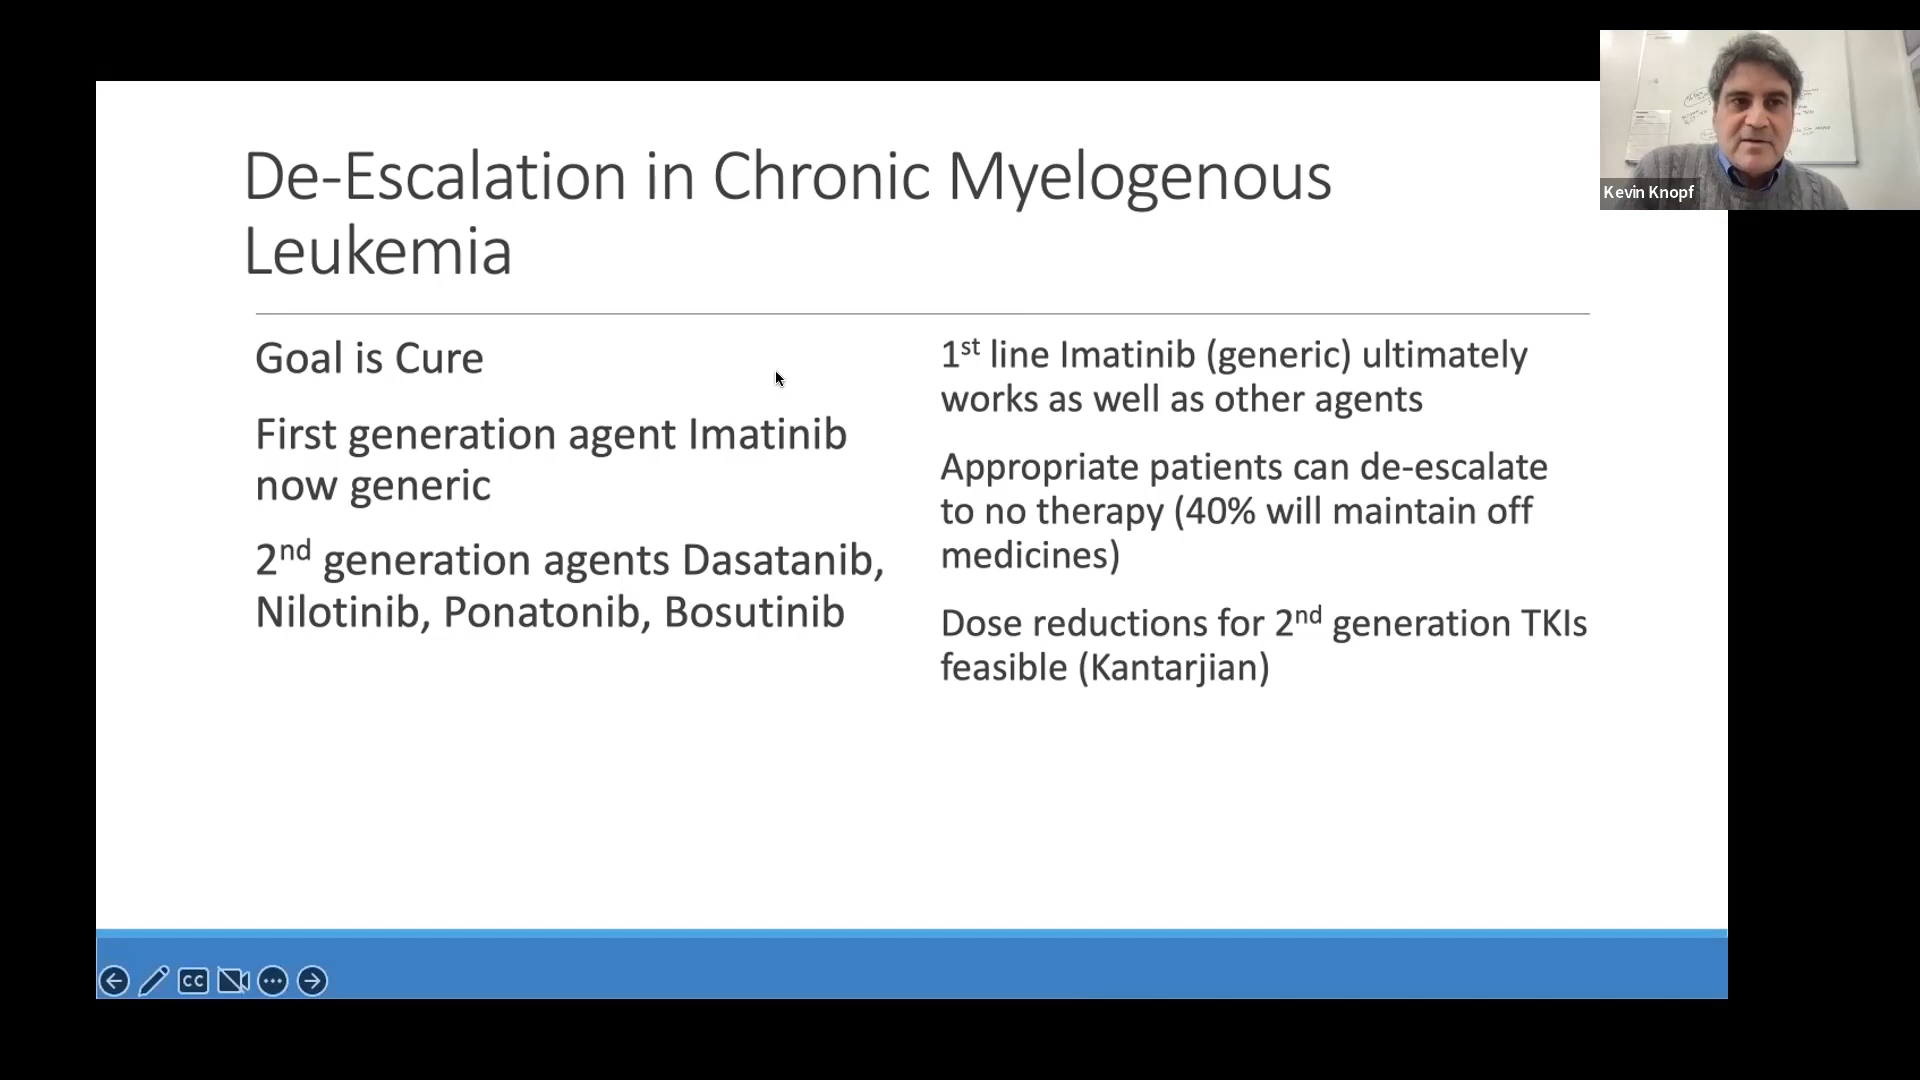 De-Escalation in Chronic Myelogenous
Leukemia
Goal is Cure
First generation agent Imatinib
now generic
2nd generation agents Dasatanib,
Nilotinib, Ponatonib, Bosutinib
1st line Imatinib (generic) ultimately
works as well as other agents
Appropriate patients can de-escalate
to no therapy (40% will maintain off
medicines)
Dose reductions for 2nd generation TKIs
feasible (Kantarjian)
Kevin Knopf
CC